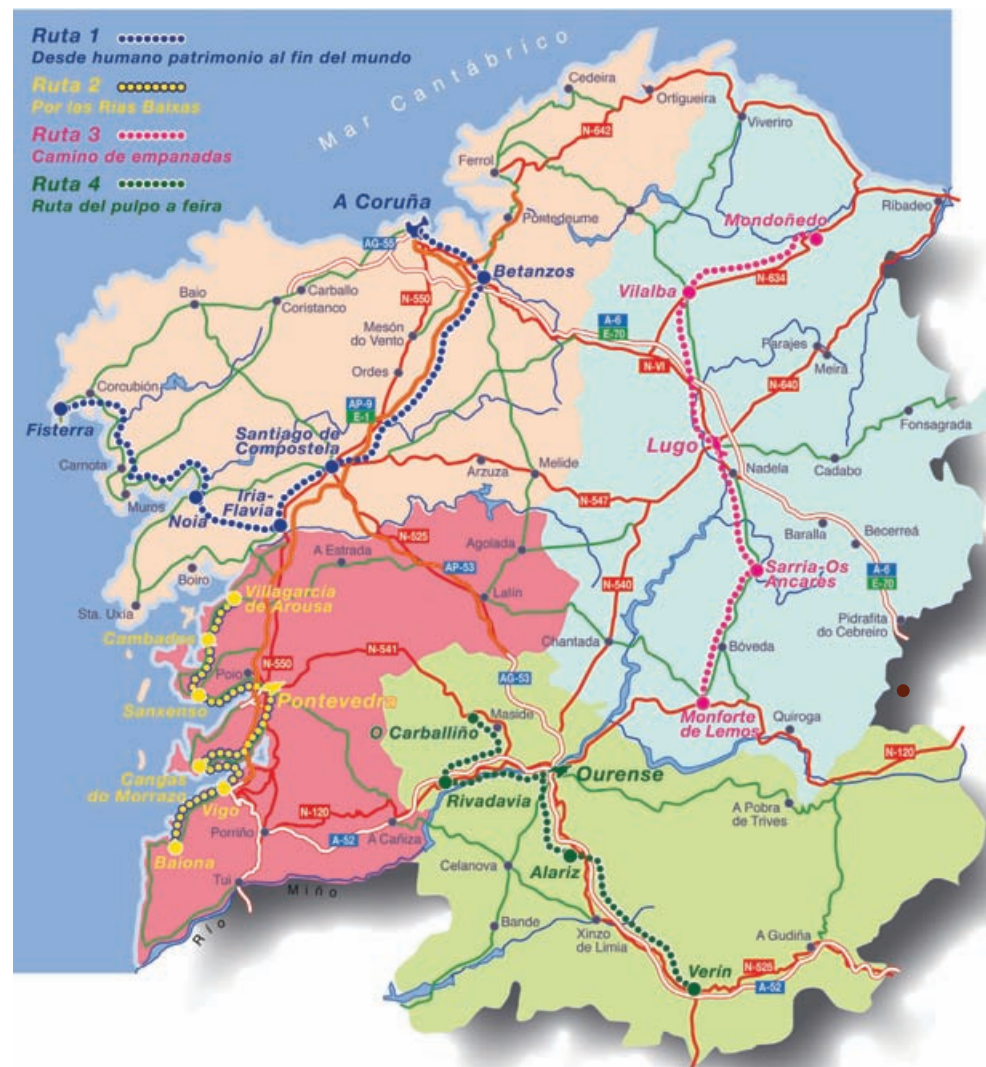 Ruta 1
Desde humano patrimonio al fin del mundo
Ruta 2
Por las Rias Baixas
Ruta 3
Camino de empanadas
Ruta 4
Ruta del pulpo a feira
Mar Cantábrico
Cedeira
Ortigueira
Viveriro
N-642
Ferrol
A Coruña
Pontedeume
Mondoñedo
Ribadeo
AG-55
Betanzos
N-634
Vilalba
Carballo
Baio
Coristanco
N-550
Mesón
do Vento
A-6
E-70
Parajes
Meira
N-VI
Ordes
N-640
Corcubión
AP-9
E-1
Fisterra
Santiago de
Compostela
Fonsagrada
Lugo
Carnota
Arzuza
Melide
Nadela
Cadabo
Muros
Iria-
Flavia
Noia
N-547
N-525
Baralla
Becerreá
A Estrada
Agolada
AP-53
Sarria-Os
Ancares
A-6
E-70
Boiro
N-540
Sta. Uxía
Villagarcía
de Arousa
Lalín
Pidrafita
do Cebreiro
Cambados
Chantada
Bóveda
N-541
N-550
Poio
AG-53
Pontevedra
Sanxenso
Monforte
de Lemos
Maside
Quiroga
O Carballiño
N-120
Cangas
do Morrazo
Ourense
Vigo
Rivadavia
A Pobra
de Trives
N-120
Porriño
A-52
A Cañiza
Baiona
Celanova
Alariz
Tui
Río Miño
Bande
Xinzo
de Limia
A Gudiña
N-525
Verín
A-52